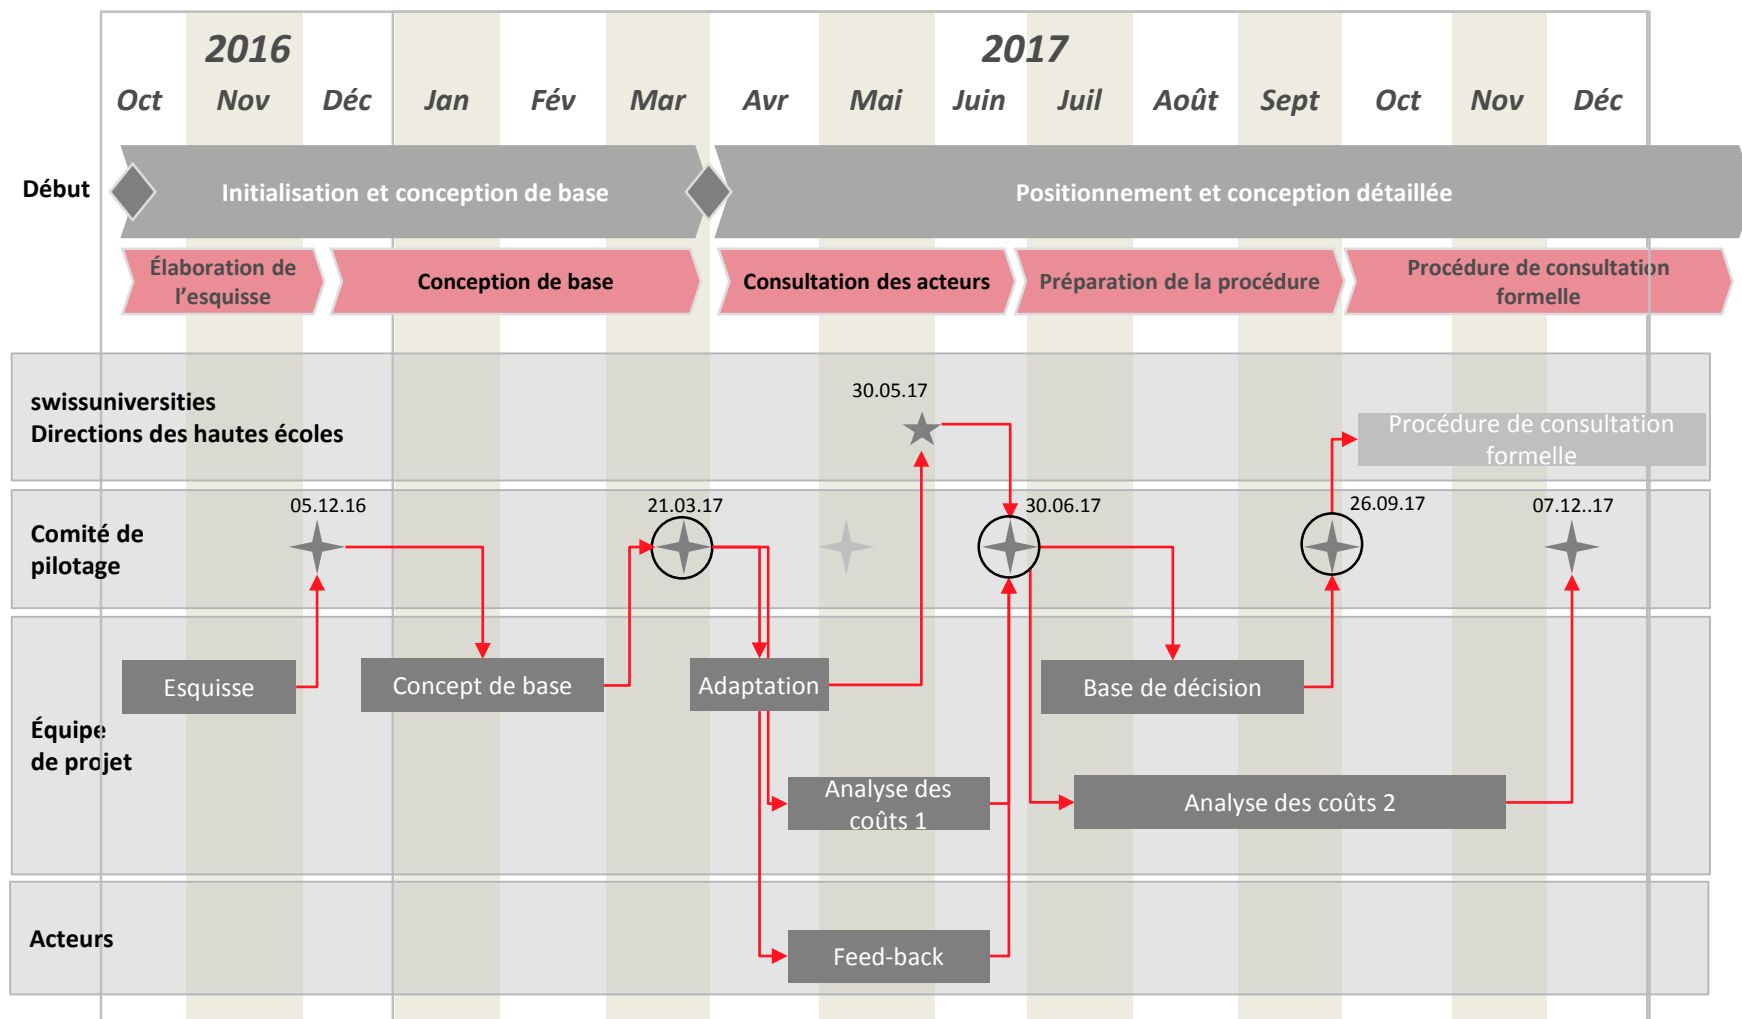 2016
2017
Oct
Nov
Déc
Jan
Fév
Mar
Avr
Mai
Juin
Juil
Août
Sept
Oct
Nov
Déc
Début
Initialisation et conception de base
Positionnement et conception détaillée
Élaboration de
l’esquisse
Conception de base
Consultation des acteurs
Préparation de la procédure
Procédure de consultation
formelle
swissuniversities
Directions des hautes écoles
30.05.17
Procédure de consultation
formelle
Comité de
pilotage
05.12.16
21.03.17
30.06.17
26.09.17
07.12..17
Équipe
de projet
Esquisse
Concept de base
Adaptation
Base de décision
Analyse des
coûts 1
Analyse des coûts 2
Acteurs
Feed-back